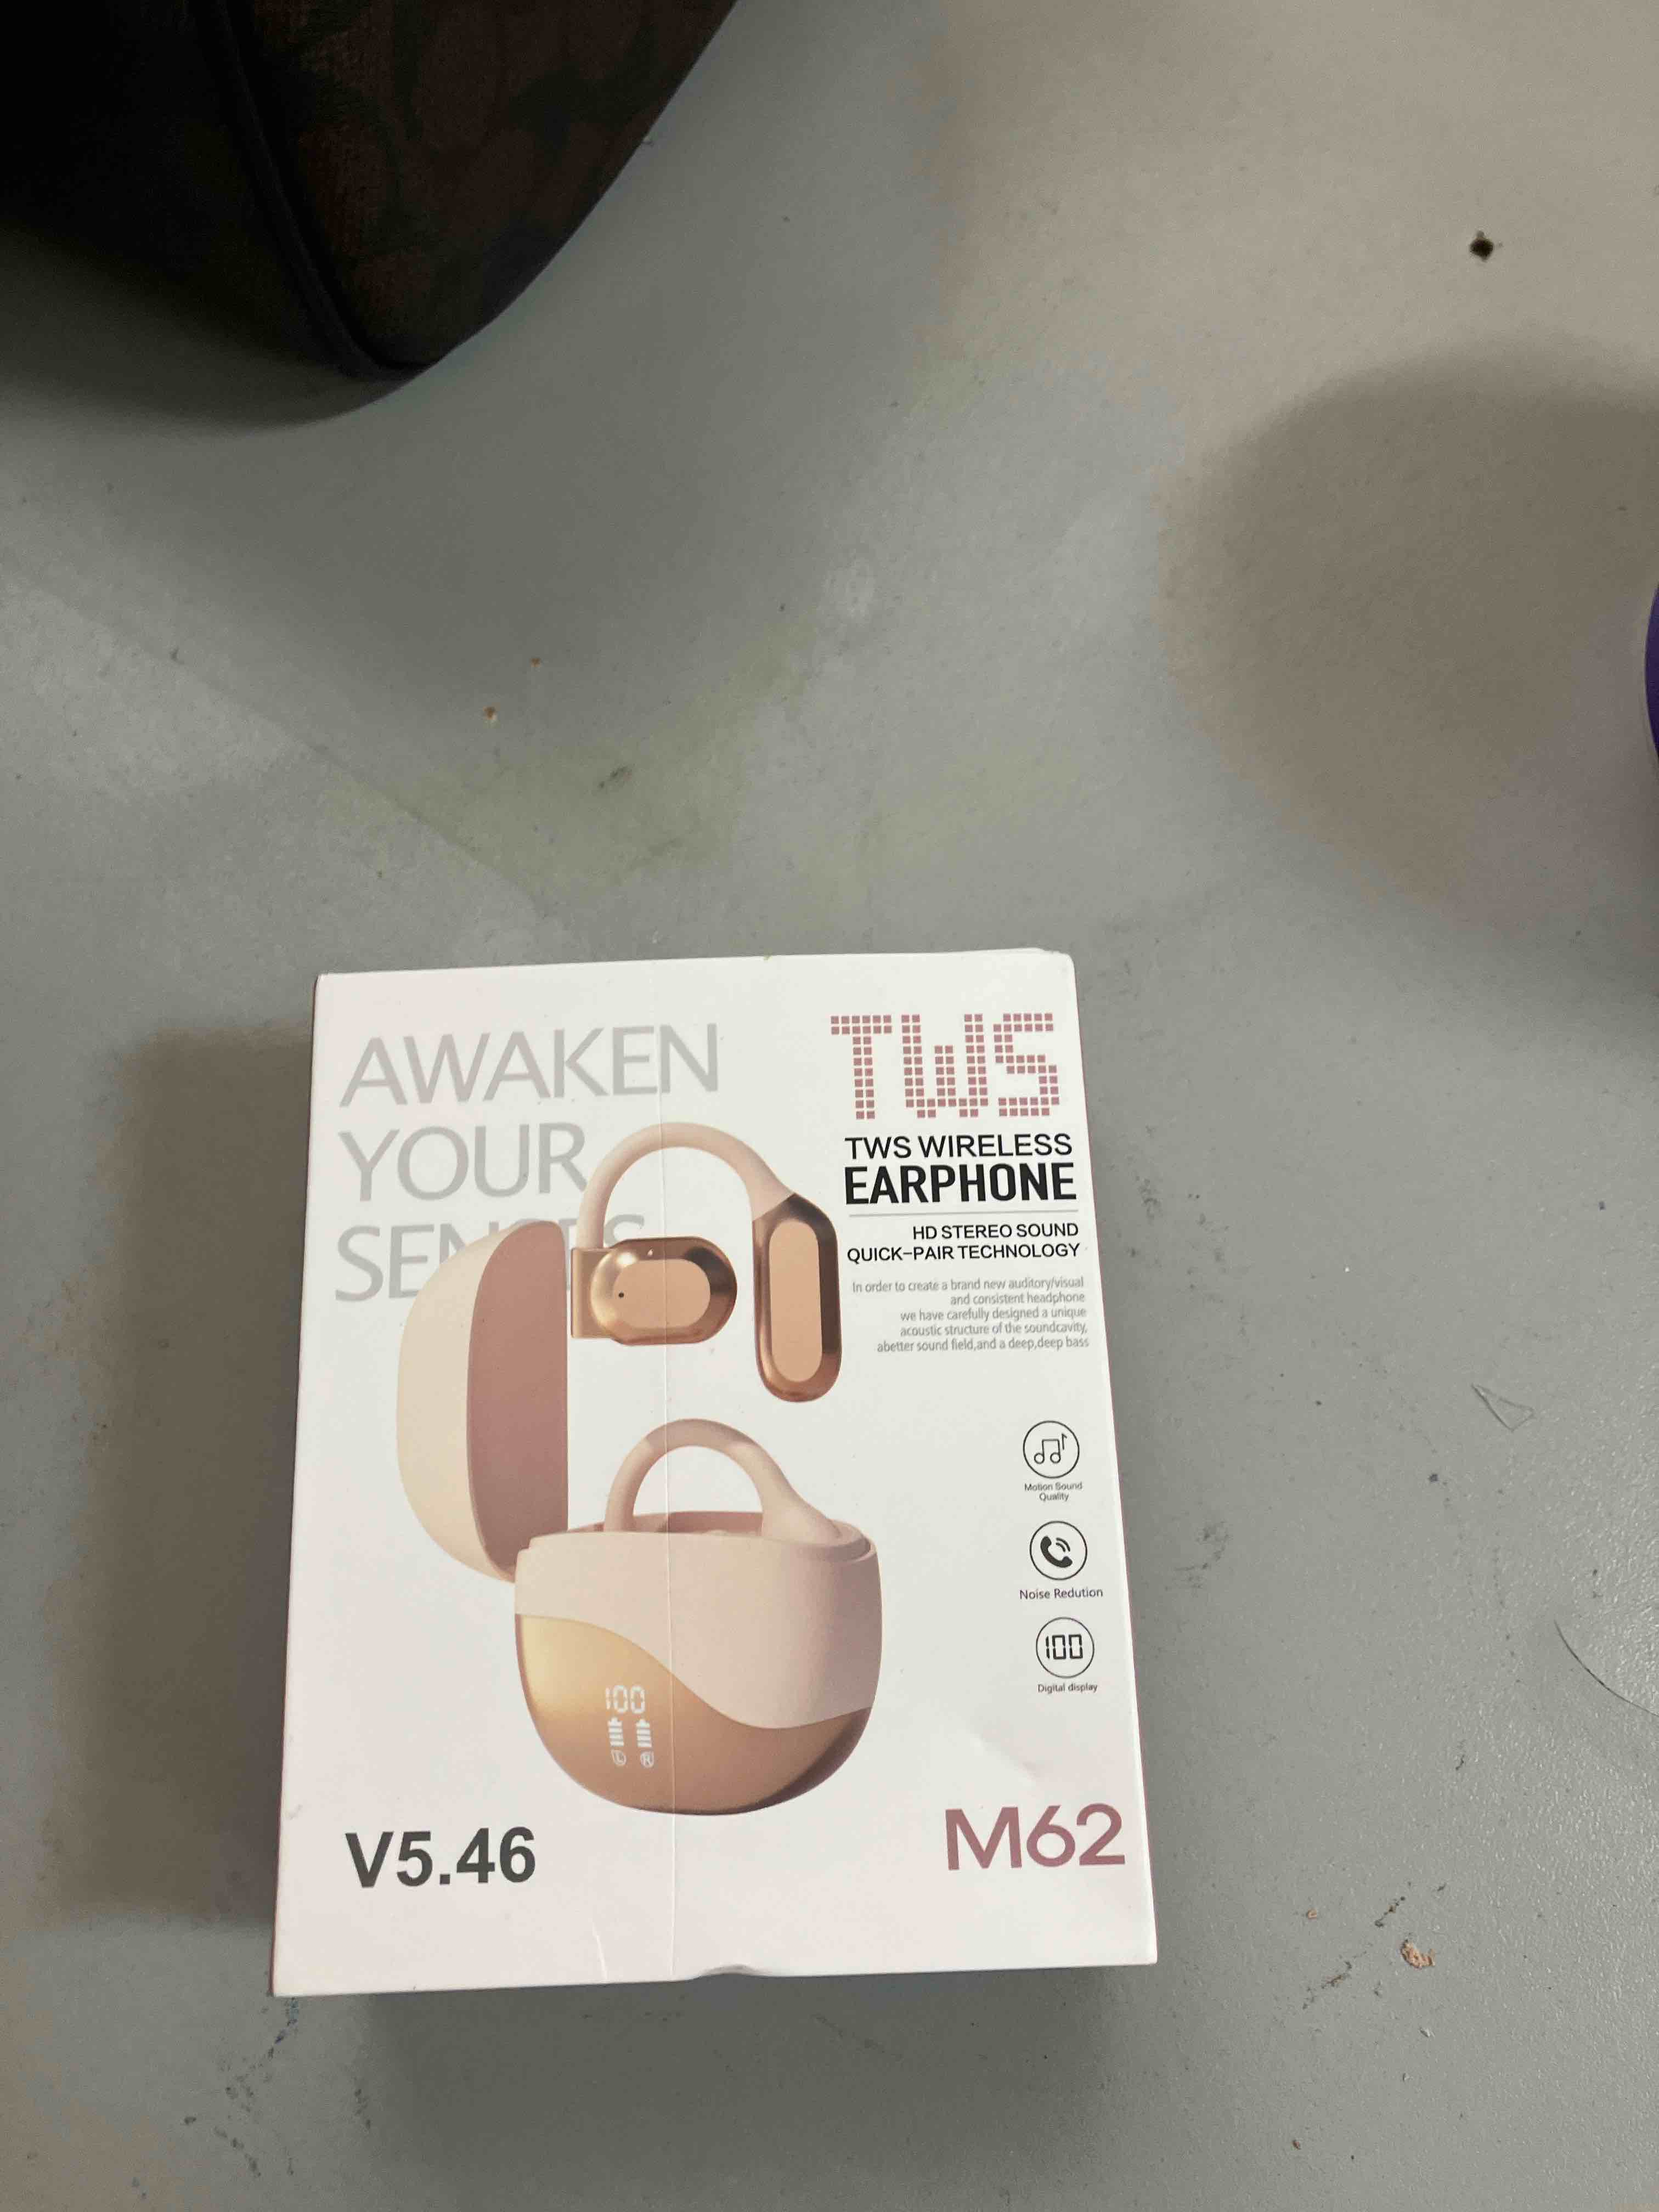 AWAKEN
YOUR
SENSES
TWS
TWS WIRELESS
EARPHONE
HD STEREO SOUND
QUICK-PAIR TECHNOLOGY
In order to create a brand new auditory/visual
and consistent headphone
we have carefully designed a unique
acoustic structure of the soundcavity,
abetter sound field,and a deep,deep bass
Motion Sound
Quality
Noise Redution
100
Digital display
100
L R
V5.46
M62